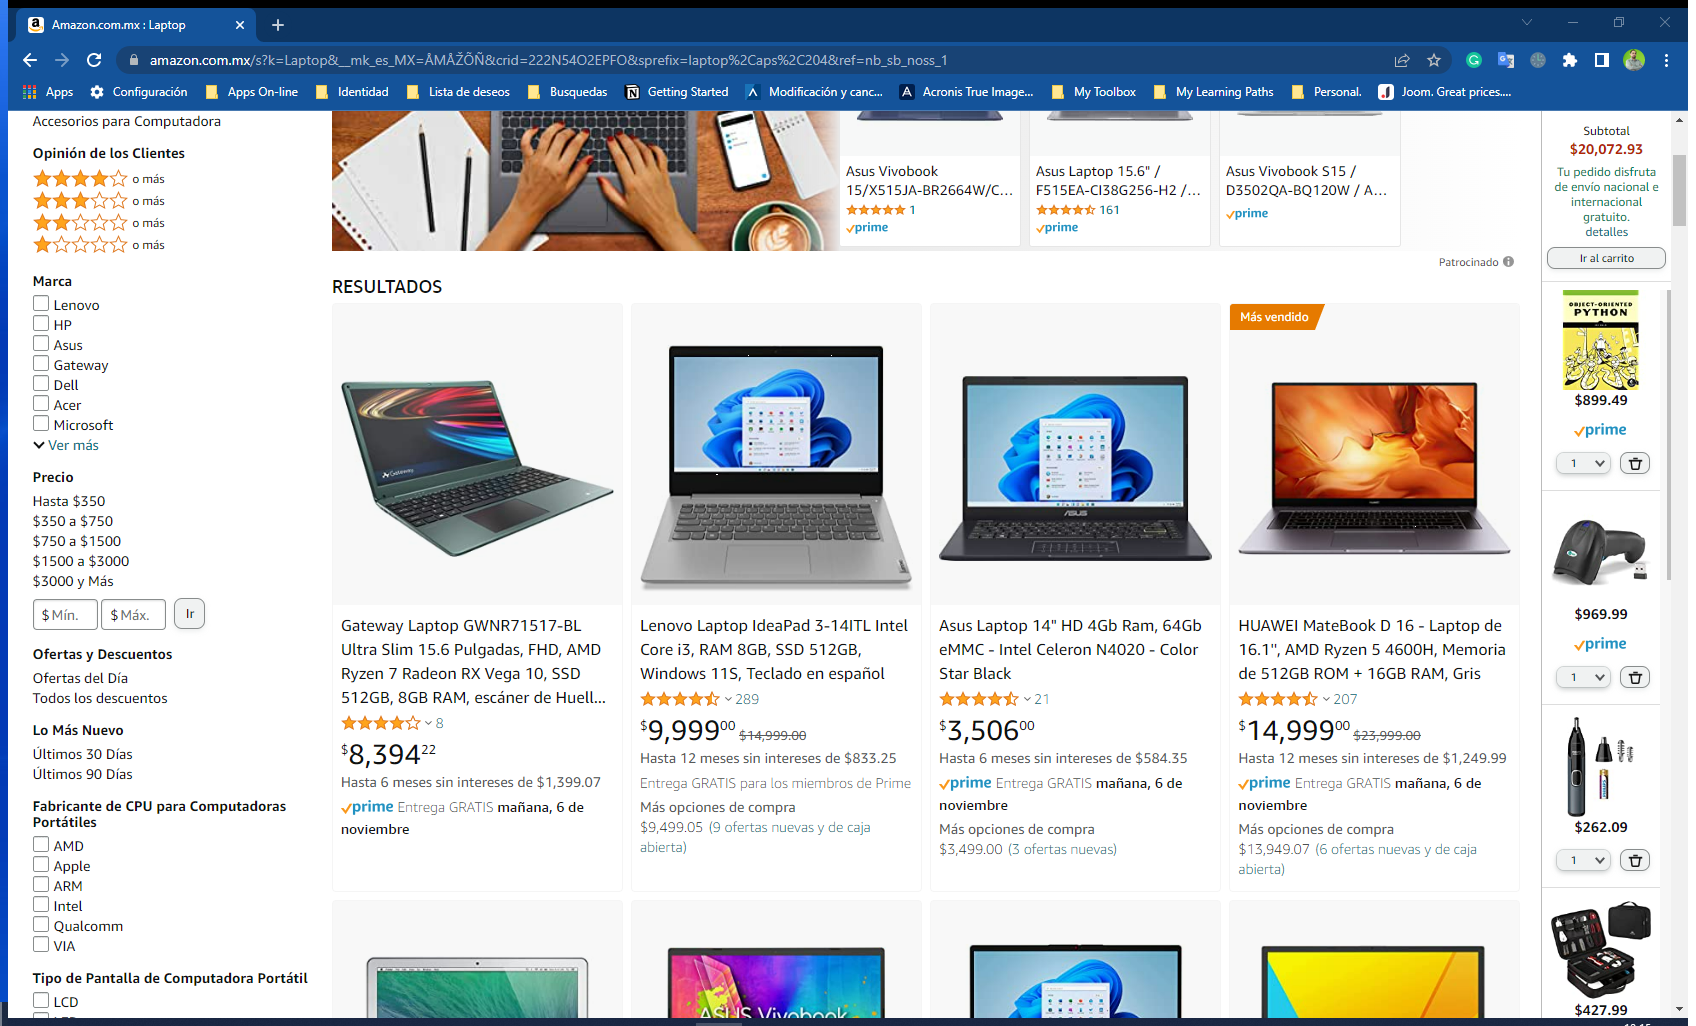 Amazon.com.mx : Laptop
amazon.com.mx/s?k=Laptop&__mk_es_MX=ÅMÅŽÕÑ&crid=222N54O2EPFO&sprefix=laptop%2Caps%2C204&ref=nb_sb_noss_1
Apps Configuración Apps On-line Identidad Lista de deseos Busquedas Getting Started Modificación y canc... Acronis True Image... My Toolbox My Learning Paths Personal. Joom. Great prices....
Accesorios para Computadora
Opinión de los Clientes
o más
o más
o más
o más
Marca
Lenovo
HP
Asus
Gateway
Dell
Acer
Microsoft
Ver más
Precio
Hasta $350
$350 a $750
$750 a $1500
$1500 a $3000
$3000 y Más
$ Mín. $ Máx. Ir
Ofertas y Descuentos
Ofertas del Día
Todos los descuentos
Lo Más Nuevo
Últimos 30 Días
Últimos 90 Días
Fabricante de CPU para Computadoras
Portátiles
AMD
Apple
ARM
Intel
Qualcomm
VIA
Tipo de Pantalla de Computadora Portátil
LCD
Asus Vivobook
15/X515JA-BR2664W/C...
1
prime
Asus Laptop 15.6" /
F515EA-CI38G256-H2 /...
161
prime
Asus Vivobook S15 /
D3502QA-BQ120W / A...
prime
Patrocinado
RESULTADOS
Gateway
Gateway Laptop GWNR71517-BL
Ultra Slim 15.6 Pulgadas, FHD, AMD
Ryzen 7 Radeon RX Vega 10, SSD
512GB, 8GB RAM, escáner de Huell...
8
$8,394 22
Hasta 6 meses sin intereses de $1,399.07
prime Entrega GRATIS mañana, 6 de
noviembre
Lenovo Laptop IdeaPad 3-14ITL Intel
Core i3, RAM 8GB, SSD 512GB,
Windows 11S, Teclado en español
289
$9,999 00 $14,999.00
Hasta 12 meses sin intereses de $833.25
Entrega GRATIS para los miembros de Prime
Más opciones de compra
$9,499.05 (9 ofertas nuevas y de caja
abierta)
ASUS
Asus Laptop 14" HD 4Gb Ram, 64Gb
eMMC - Intel Celeron N4020 - Color
Star Black
21
$3,506 00
Hasta 6 meses sin intereses de $584.35
prime Entrega GRATIS mañana, 6 de
noviembre
Más opciones de compra
$3,499.00 (3 ofertas nuevas)
Más vendido
HUAWEI MateBook D 16 - Laptop de
16.1", AMD Ryzen 5 4600H, Memoria
de 512GB ROM + 16GB RAM, Gris
207
$14,999 00 $23,999.00
Hasta 12 meses sin intereses de $1,249.99
prime Entrega GRATIS mañana, 6 de
noviembre
Más opciones de compra
$13,949.07 (6 ofertas nuevas y de caja
abierta)
ASUS Vivobook
Subtotal
$20,072.93
Tu pedido disfruta
de envío nacional e
internacional
gratuito.
detalles
Ir al carrito
OBJECT-ORIENTED
PYTHON
$899.49
prime
1
$969.99
prime
1
$262.09
1
$427.99